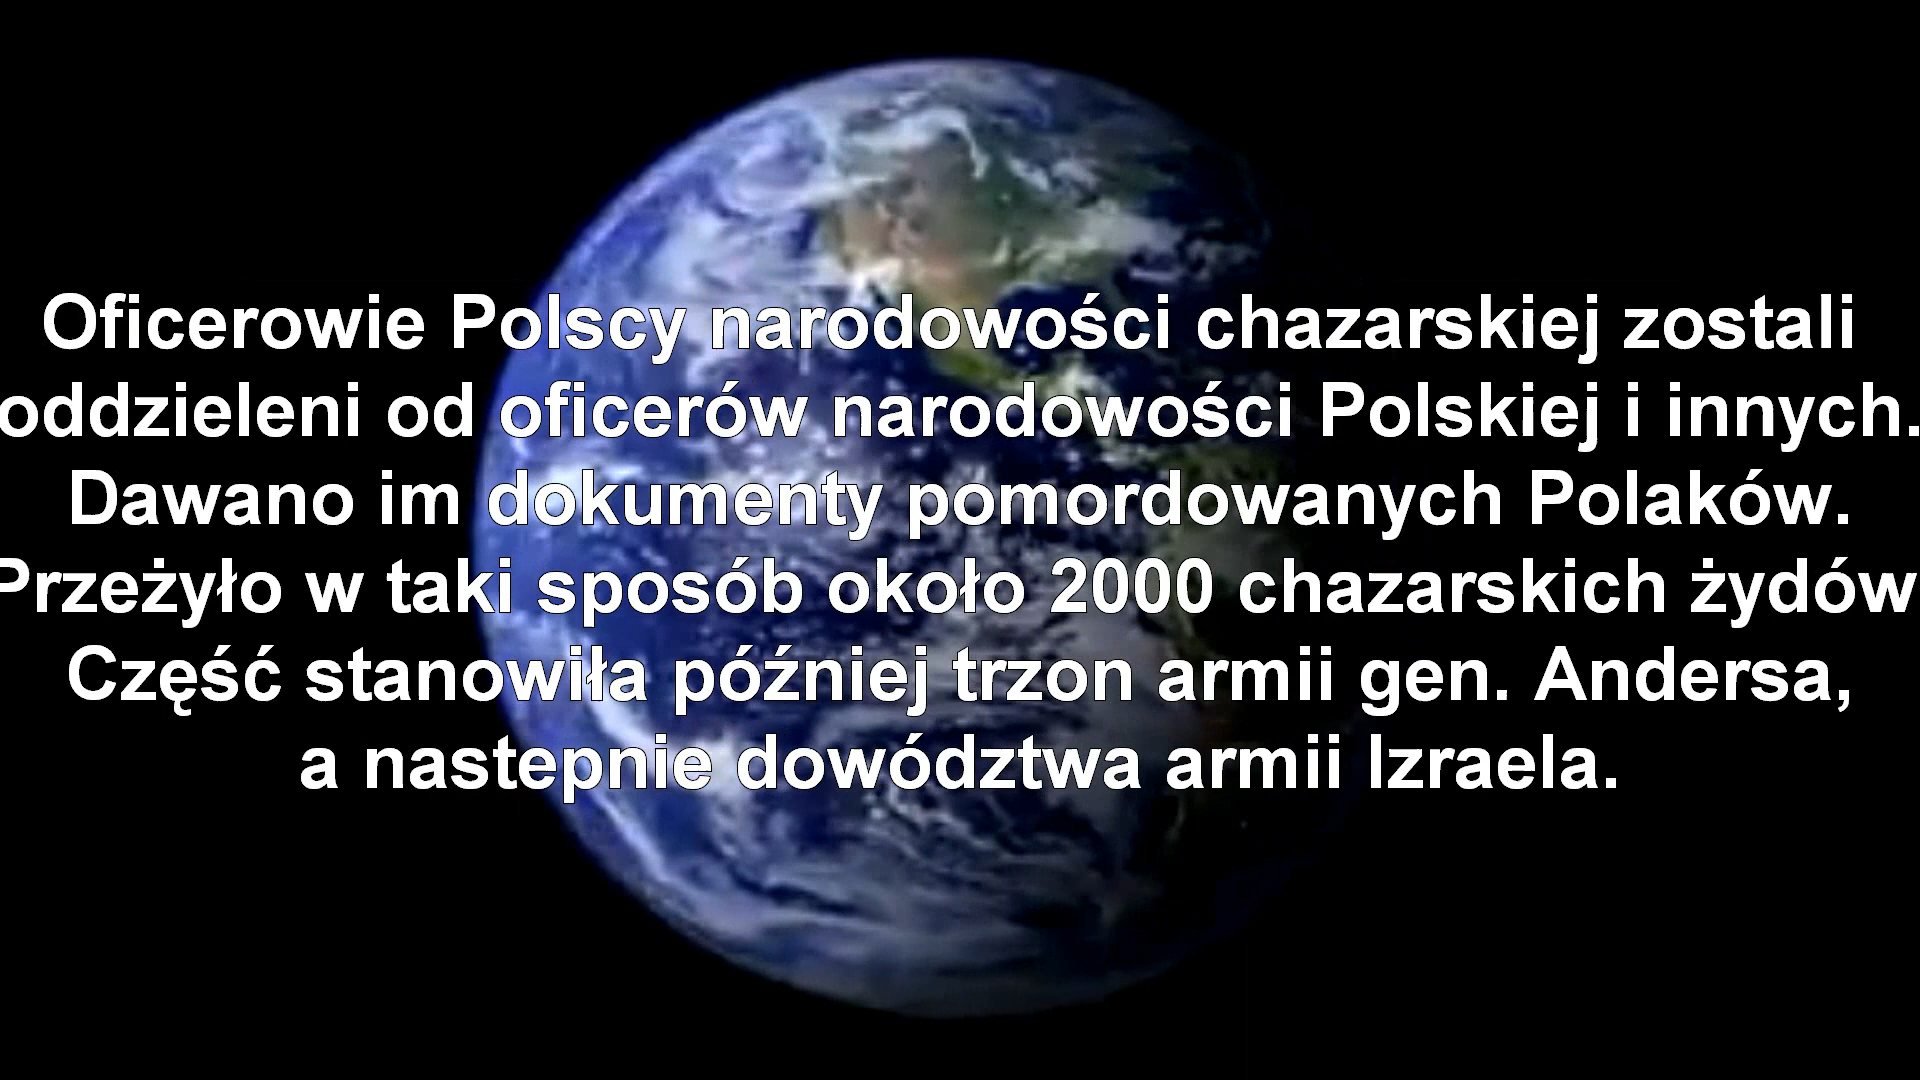 Oficerowie Polscy narodowości chazarskiej zostali
oddzieleni od oficerów narodowości Polskiej i innych.
Dawano im dokumenty pomordowanych Polaków.
Przeżyło w taki sposób około 2000 chazarskich żydów
Część stanowiła później trzon armii gen. Andersa,
a nastepnie dowództwa armii Izraela.